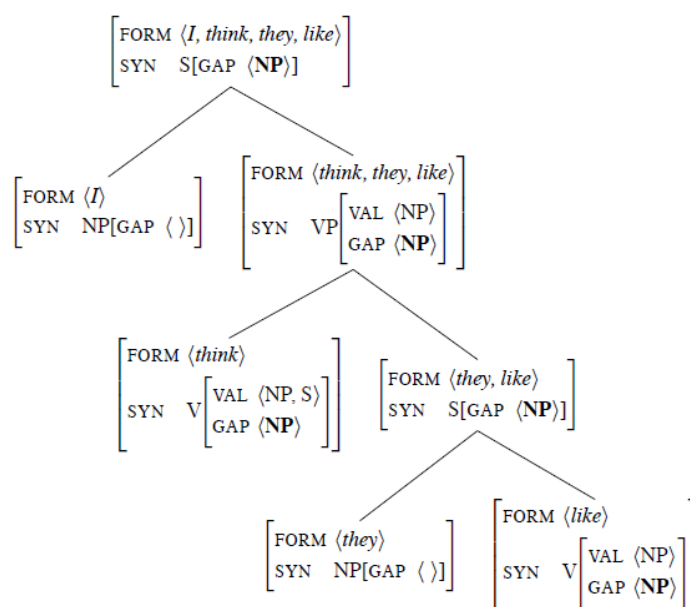 FORM ⟨I, think, they, like⟩
SYN S[GAP ⟨NP⟩]
FORM ⟨I⟩
SYN NP[GAP ⟨ ⟩]
FORM ⟨think, they, like⟩
SYN VP[VAL ⟨NP⟩
GAP ⟨NP⟩]
FORM ⟨think⟩
SYN V[VAL ⟨NP, S⟩
GAP ⟨NP⟩]
FORM ⟨they, like⟩
SYN S[GAP ⟨NP⟩]
FORM ⟨they⟩
SYN NP[GAP ⟨ ⟩]
FORM ⟨like⟩
SYN V[VAL ⟨NP⟩
GAP ⟨NP⟩]